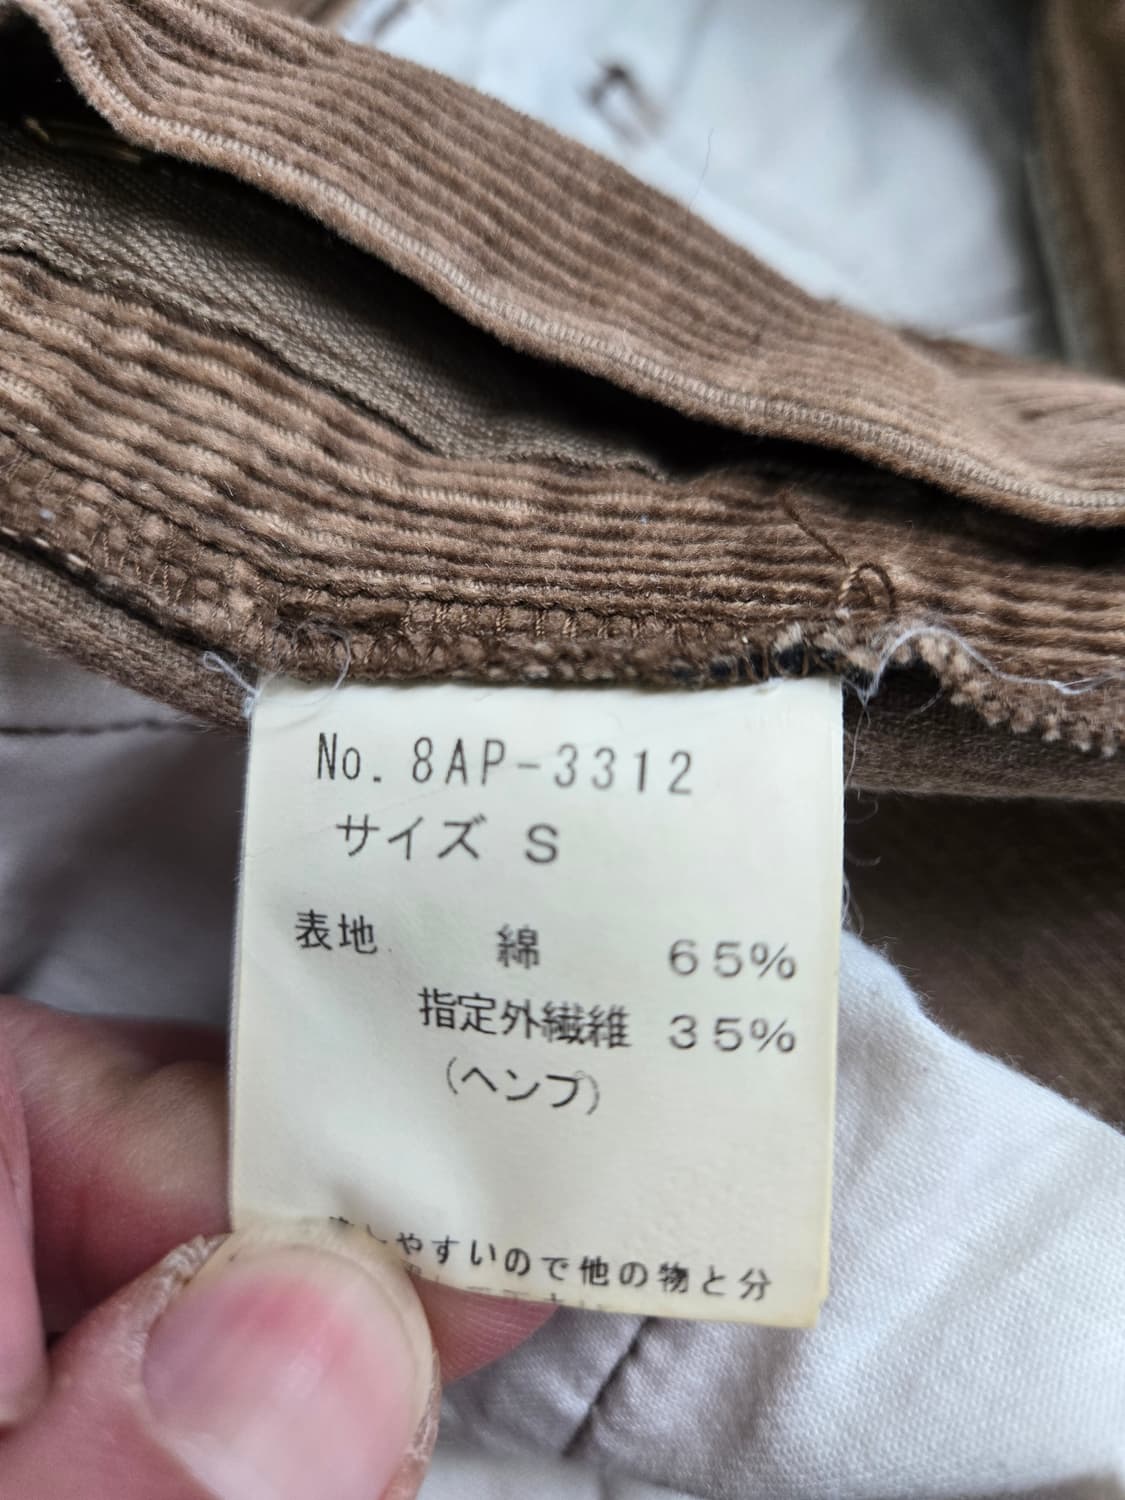 No. 8AP-3312
サイズ S
表地 綿 65%
指定外繊維 35%
(ヘンプ)
しやすいので他の物と分